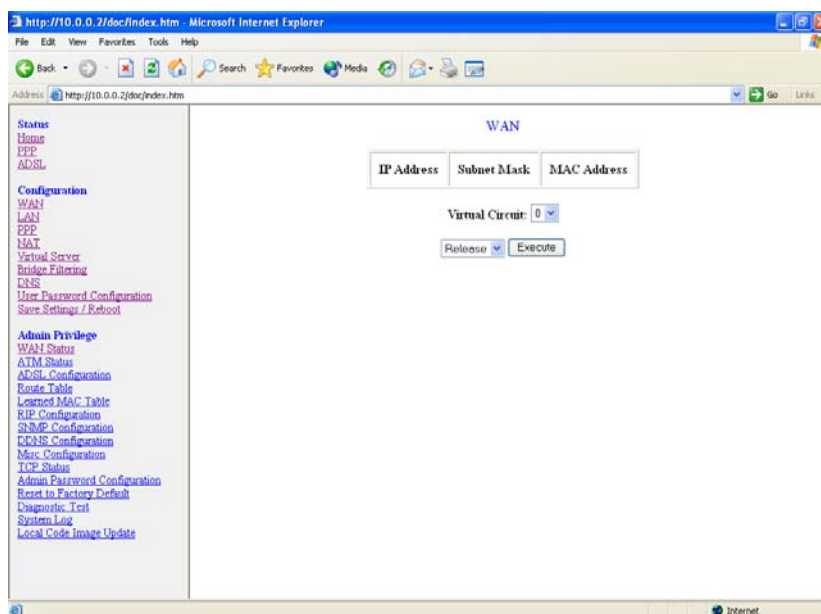 http://10.0.0.2/doc/index.htm - Microsoft Internet Explorer
File Edit View Favorites Tools Help
Back Search Favorites Media
Address http://10.0.0.2/doc/index.htm Go Links
Status
Home
PPP
ADSL
Configuration
WAN
LAN
PPP
NAT
Virtual Server
Bridge Filtering
DNS
User Password Configuration
Save Settings / Reboot
Admin Privilege
WAN Status
ATM Status
ADSL Configuration
Route Table
Learned MAC Table
RIP Configuration
SNMP Configuration
DDNS Configuration
Misc Configuration
TCP Status
Admin Password Configuration
Reset to Factory Default
Diagnostic Test
System Log
Local Code Image Update
WAN
IP Address Subnet Mask MAC Address
Virtual Circuit: 0
Release Execute
Internet